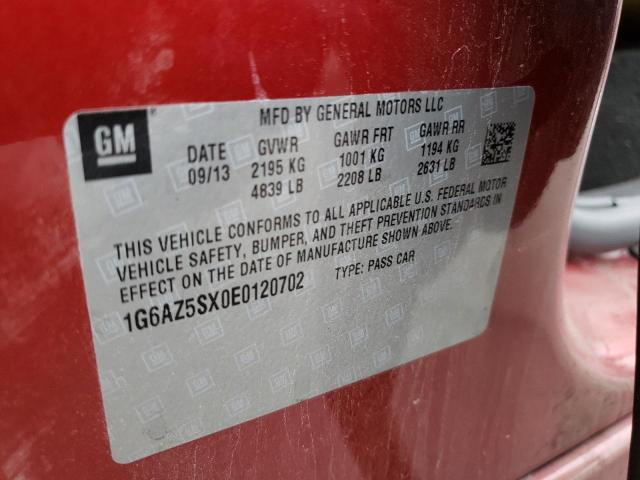 GM
MFD BY GENERAL MOTORS LLC
DATE GVWR GAWR FRT GAWR RR
09/13 2195 KG 1001 KG 1194 KG
4839 LB 2208 LB 2631 LB
THIS VEHICLE CONFORMS TO ALL APPLICABLE U.S. FEDERAL MOTOR
VEHICLE SAFETY, BUMPER, AND THEFT PREVENTION STANDARDS IN
EFFECT ON THE DATE OF MANUFACTURE SHOWN ABOVE.
1G6AZ5SX0E0120702 TYPE: PASS CAR